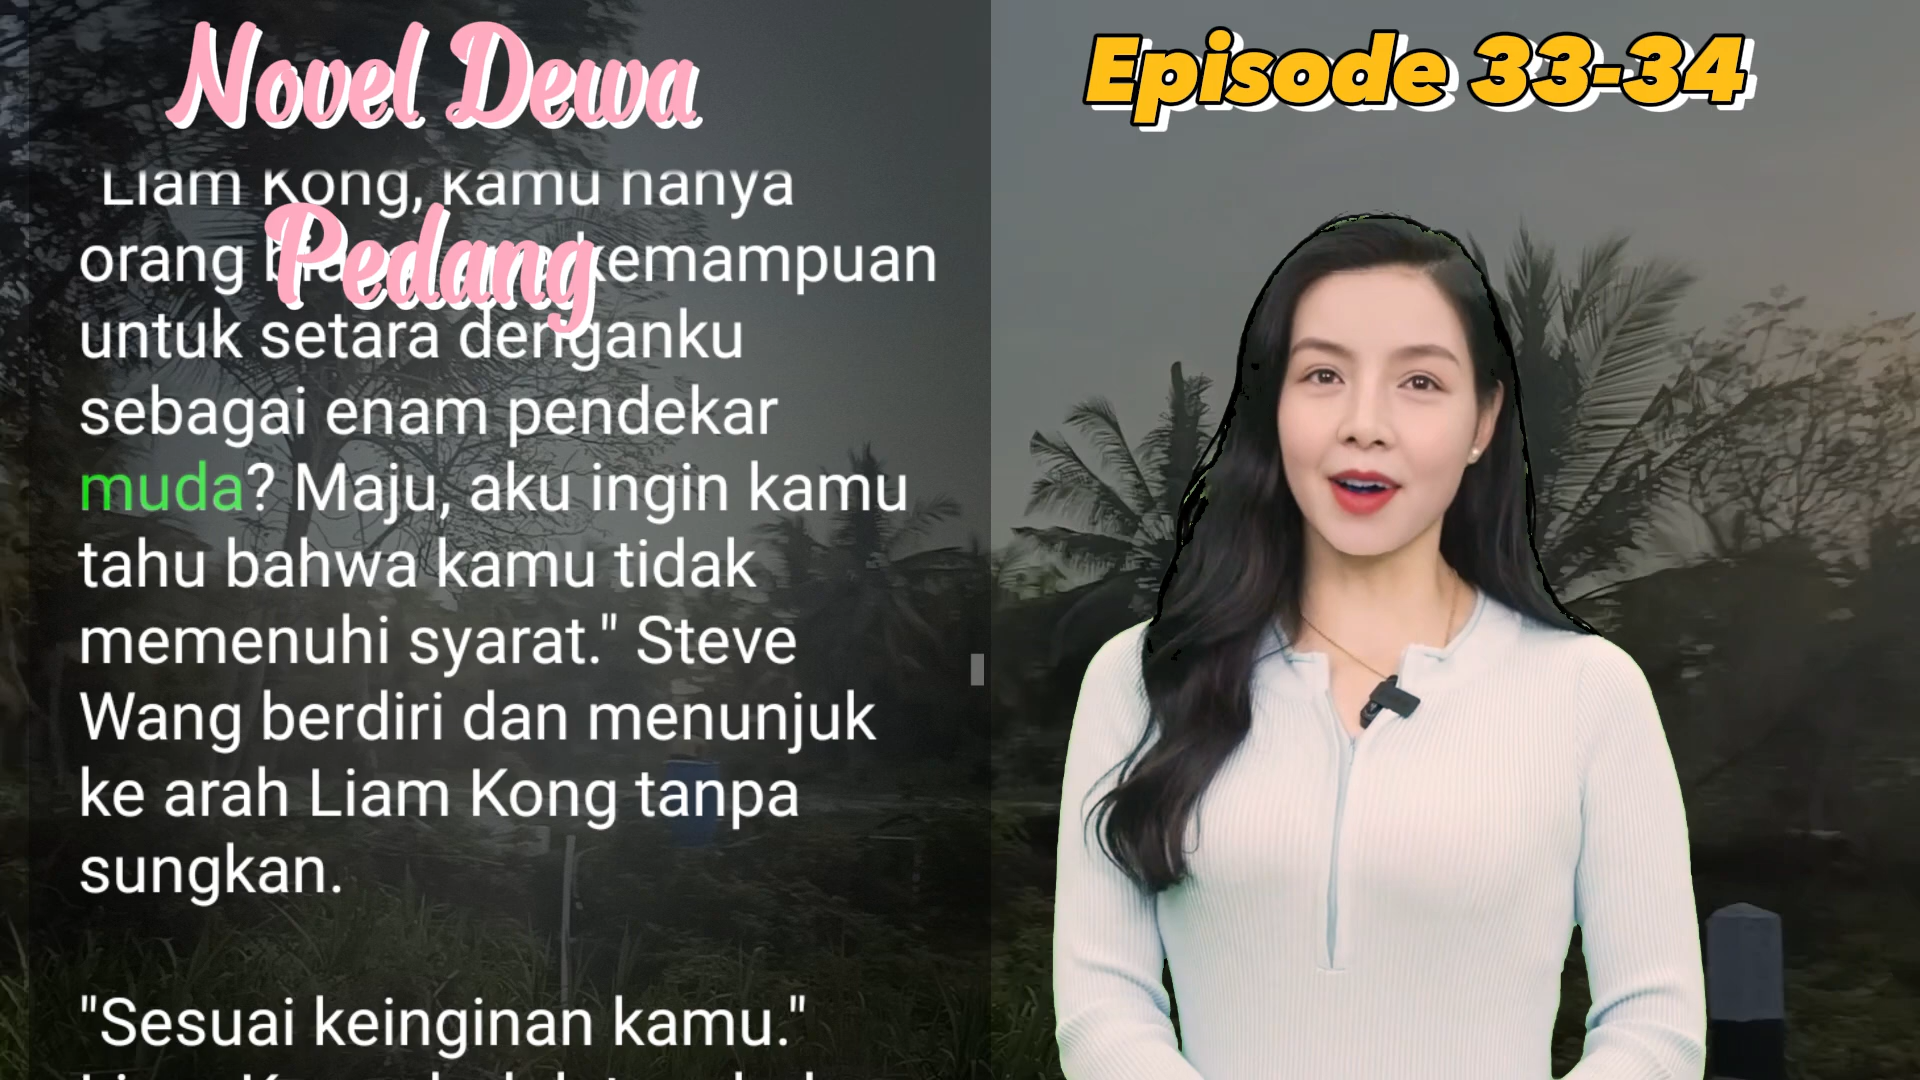 Novel Dewa
Pedang
Episode 33-34
"Liam Kong, kamu hanya
orang kemampuan
untuk setara denganku
sebagai enam pendekar
muda? Maju, aku ingin kamu
tahu bahwa kamu tidak
memenuhi syarat." Steve
Wang berdiri dan menunjuk
ke arah Liam Kong tanpa
sungkan.
"Sesuai keinginan kamu."